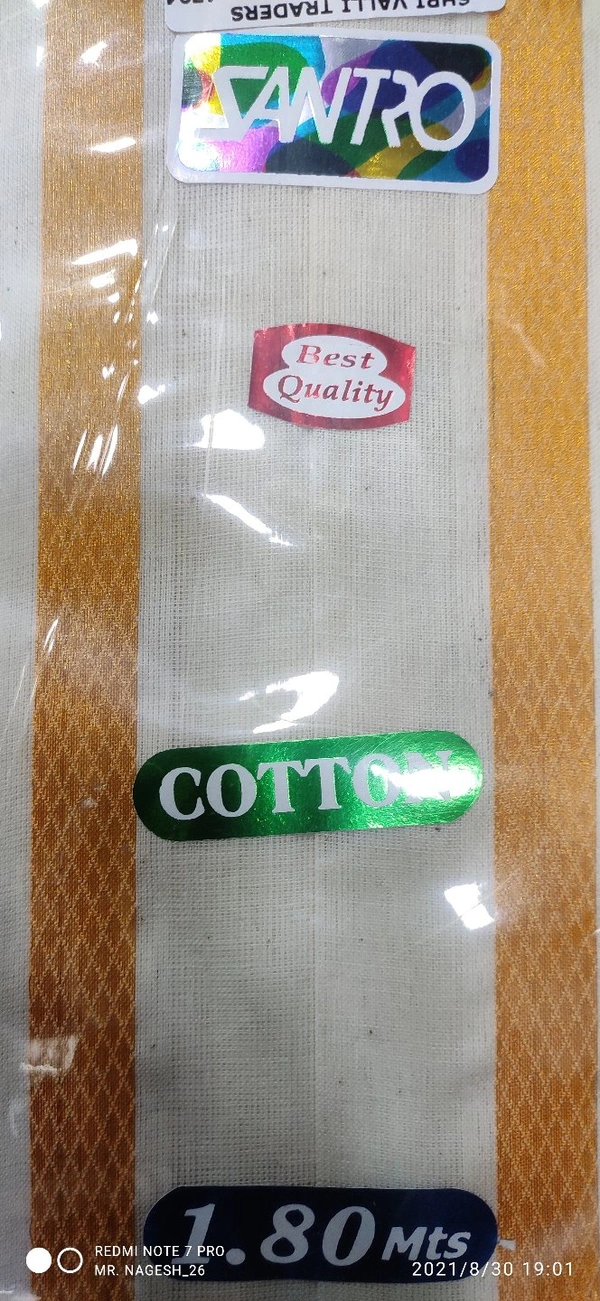 SHRI VALLI TRADERS
SANTRO
Best
Quality
COTTON
1.80 Mts
REDMI NOTE 7 PRO
MR. NAGESH_26
2021/8/30 19:01